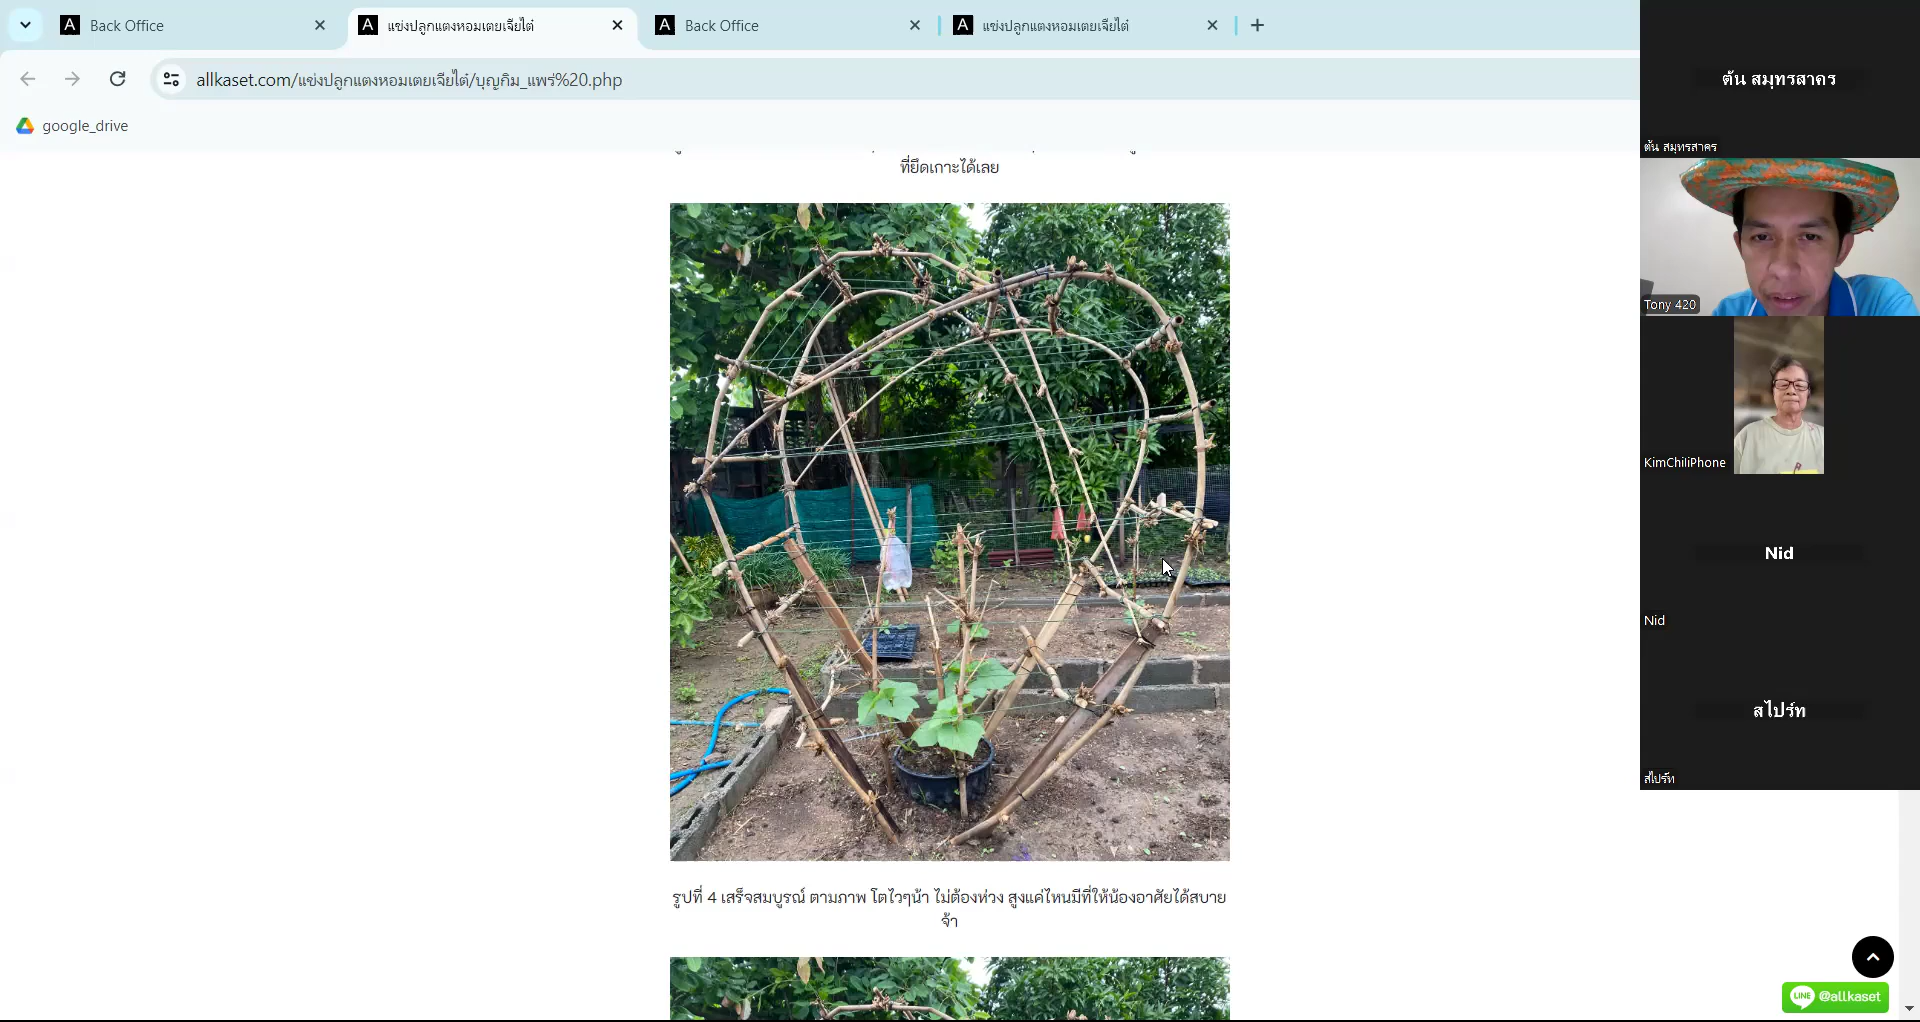 Back Office
แข่งปลูกแตงหอมเตยเจียไต๋
Back Office
แข่งปลูกแตงหอมเตยเจียไต๋
allkaset.com/แข่งปลูกแตงหอมเตยเจียไต๋/บุญกิม_แพร่%20.php
google_drive
ที่ยึดเกาะได้เลย
รูปที่ 4 เสร็จสมบูรณ์ ตามภาพ โตไวๆน้า ไม่ต้องห่วง สูงแค่ไหนมีที่ให้น้องอาศัยได้สบาย
จ้า
LINE @allkaset
ต้น สมุทรสาคร
ต้น สมุทรสาคร
Tony 420
KimChiliPhone
Nid
Nid
สไปร์ท
สไปร์ท